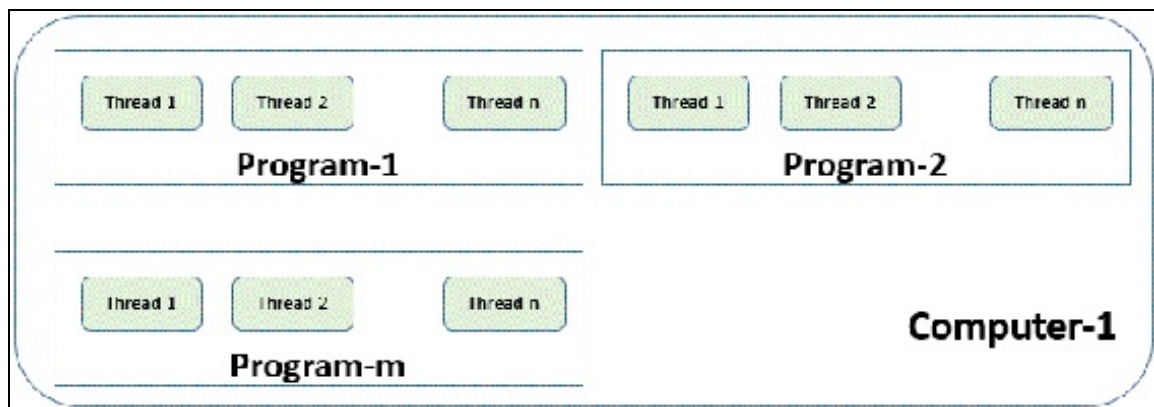 Thread 1 Thread 2 Thread n
Program-1
Thread 1 Thread 2 Thread n
Program-2
Thread 1 Thread 2 Thread n
Program-m
Computer-1